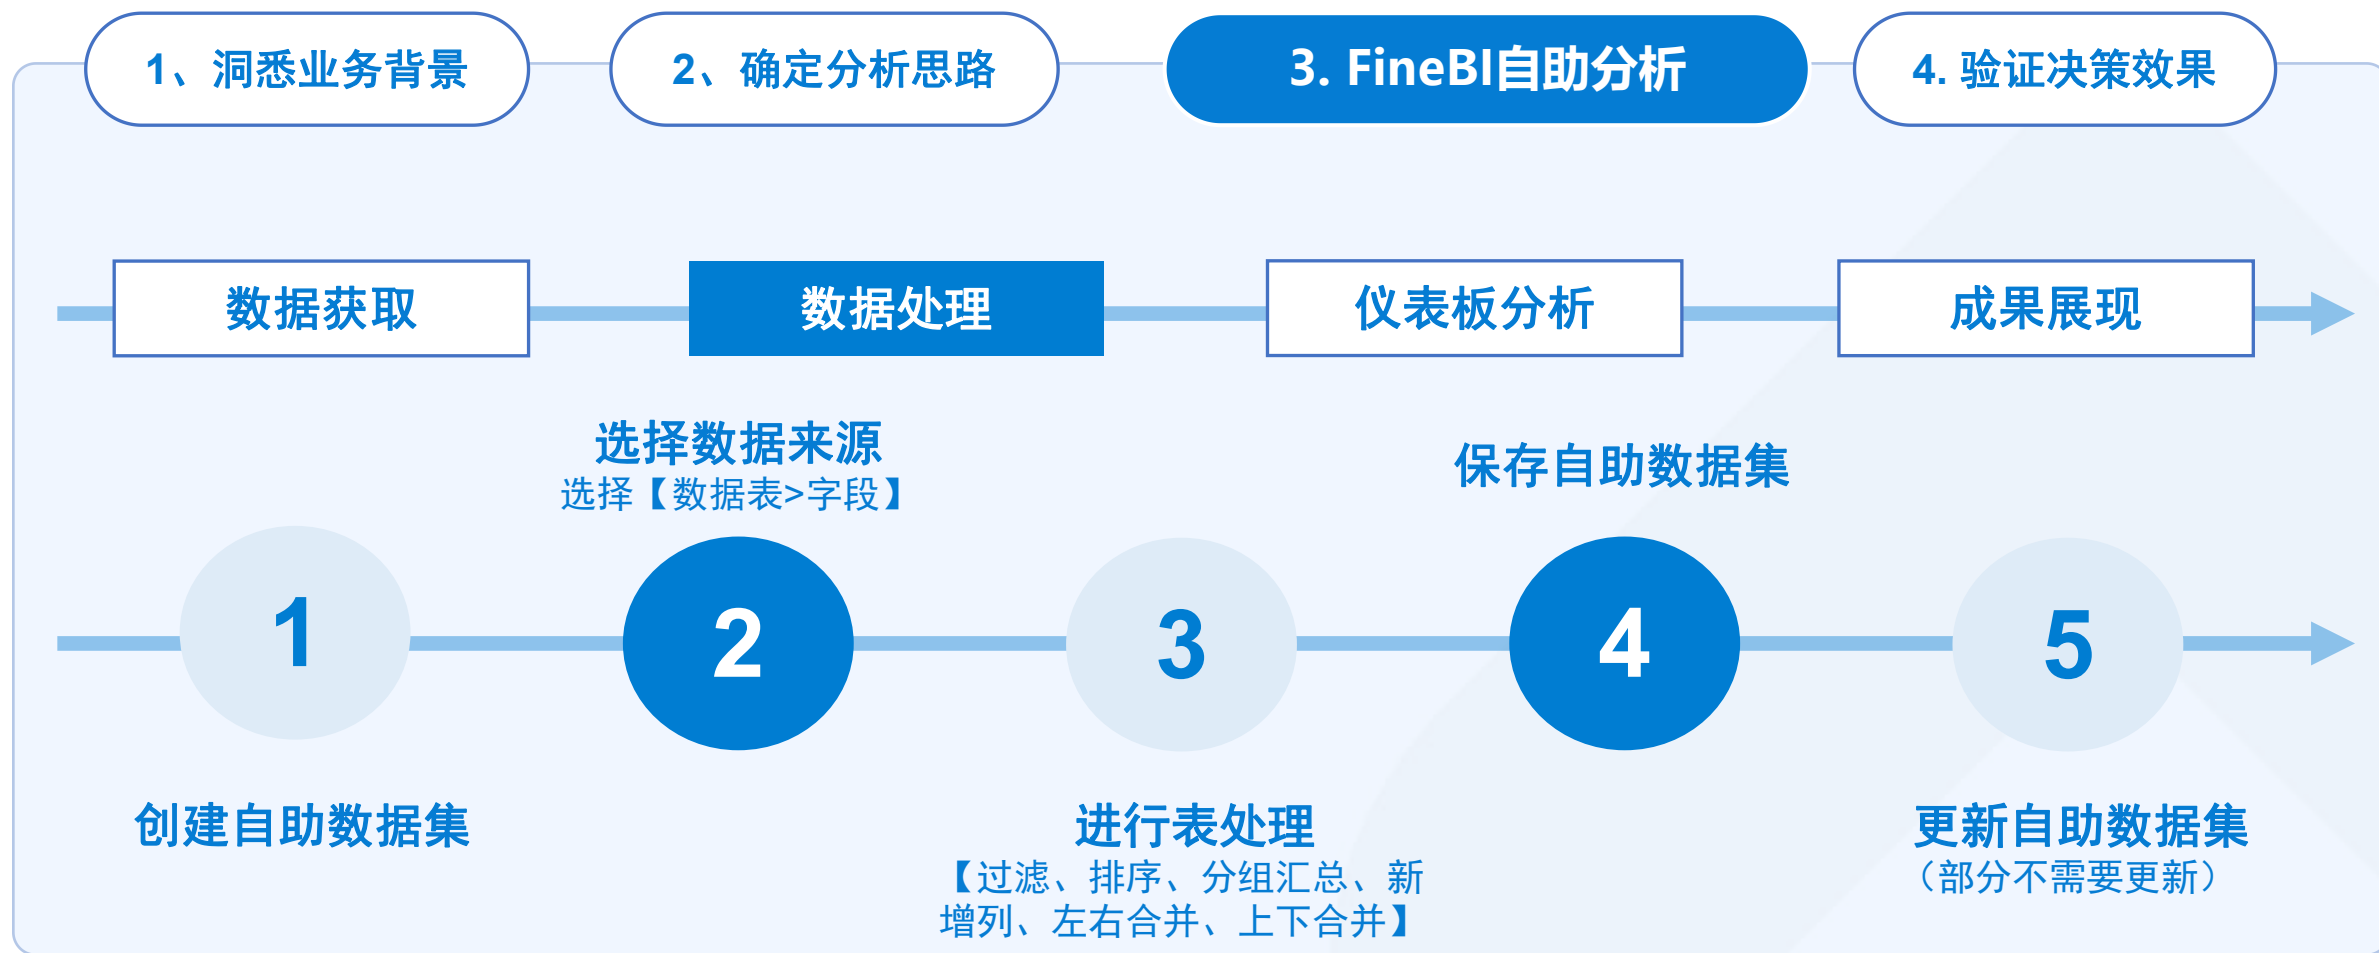 1、洞悉业务背景
2、确定分析思路
3. FineBI自助分析
4. 验证决策效果
数据获取
数据处理
仪表板分析
成果展现
选择数据来源
选择【数据表>字段】
保存自助数据集
1
2
3
4
5
创建自助数据集
进行表处理
【过滤、排序、分组汇总、新
增列、左右合并、上下合并】
更新自助数据集
（部分不需要更新）